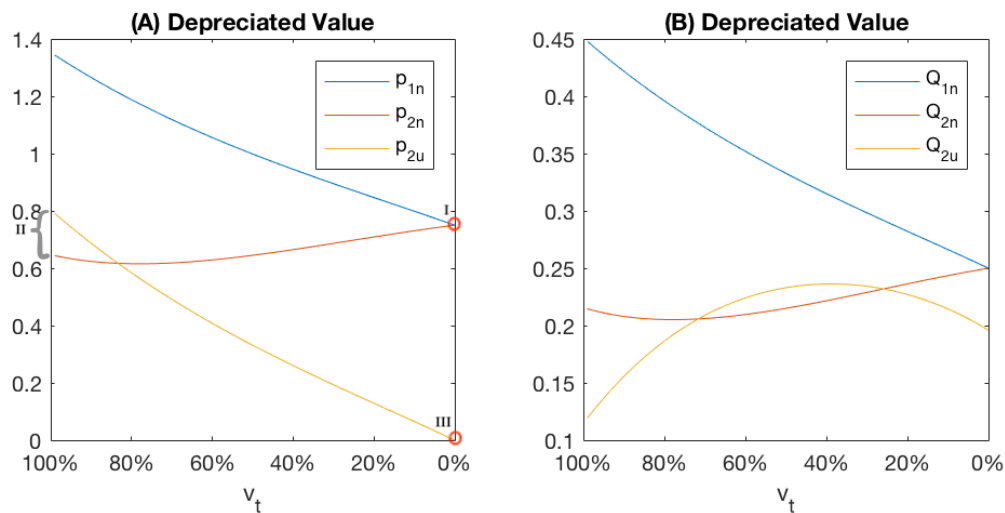 (A) Depreciated Value
1.4
1.2
1
0.8
0.6
0.4
0.2
0
p1n
p2n
p2u
I
II
III
100% 80% 60% 40% 20% 0%
vt
(B) Depreciated Value
0.45
0.4
0.35
0.3
0.25
0.2
0.15
0.1
Q1n
Q2n
Q2u
100% 80% 60% 40% 20% 0%
vt